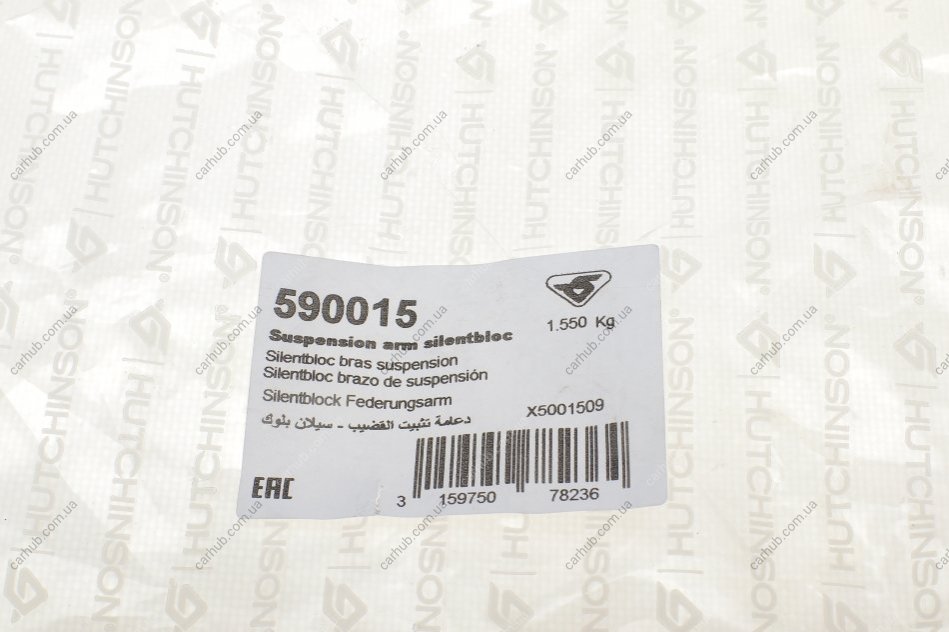 HUTCHINSON®
590015
Suspension arm silentbloc
Silentbloc bras suspension
Silentbloc brazo de suspensión
Silentblock Federungsarm
دعامة تثبيت القضيب - سيلان بلوك
1.550 Kg
X5001509
EAC
3 159750 78236
carhub.com.ua